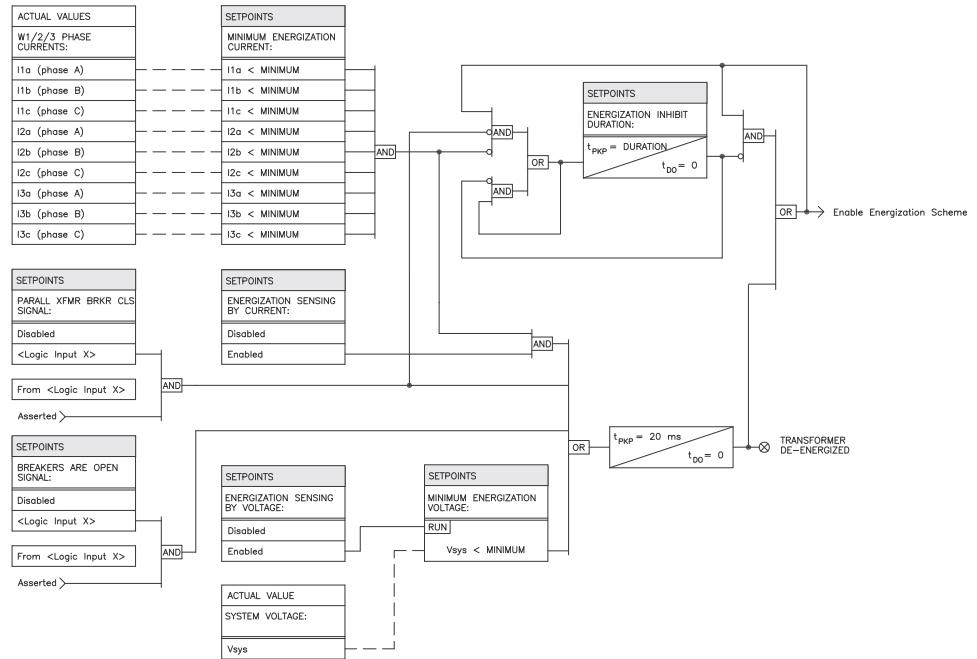 ACTUAL VALUES
W1/2/3 PHASE
CURRENTS:
I1a (phase A)
I1b (phase B)
I1c (phase C)
I2a (phase A)
I2b (phase B)
I2c (phase C)
I3a (phase A)
I3b (phase B)
I3c (phase C)
SETPOINTS
MINIMUM ENERGIZATION
CURRENT:
I1a < MINIMUM
I1b < MINIMUM
I1c < MINIMUM
I2a < MINIMUM
I2b < MINIMUM
I2c < MINIMUM
I3a < MINIMUM
I3b < MINIMUM
I3c < MINIMUM
AND
AND
AND
OR
SETPOINTS
ENERGIZATION INHIBIT
DURATION:
tPKP = DURATION
tDO = 0
AND
OR
Enable Energization Scheme
SETPOINTS
PARALL XFMR BRKR CLS
SIGNAL:
Disabled
<Logic Input X>
From <Logic Input X>
Asserted
AND
SETPOINTS
ENERGIZATION SENSING
BY CURRENT:
Disabled
Enabled
AND
SETPOINTS
BREAKERS ARE OPEN
SIGNAL:
Disabled
<Logic Input X>
From <Logic Input X>
Asserted
AND
SETPOINTS
ENERGIZATION SENSING
BY VOLTAGE:
Disabled
Enabled
SETPOINTS
MINIMUM ENERGIZATION
VOLTAGE:
RUN
Vsys < MINIMUM
OR
tPKP = 20 ms
tDO = 0
TRANSFORMER
DE-ENERGIZED
ACTUAL VALUE
SYSTEM VOLTAGE:
Vsys